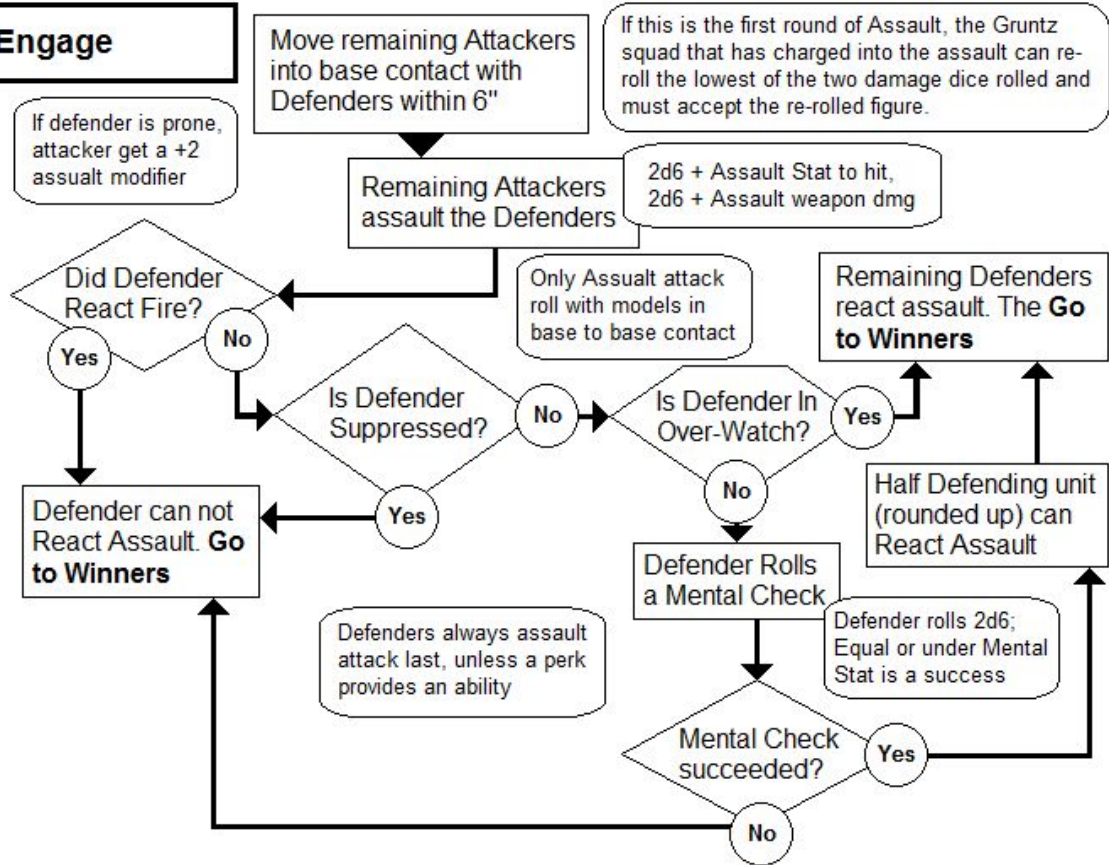 Engage
Move remaining Attackers
into base contact with
Defenders within 6"
If this is the first round of Assault, the Gruntz
squad that has charged into the assault can re-
roll the lowest of the two damage dice rolled and
must accept the re-rolled figure.
If defender is prone,
attacker get a +2
assualt modifier
Remaining Attackers
assault the Defenders
2d6 + Assault Stat to hit,
2d6 + Assault weapon dmg
Did Defender
React Fire?
Yes
No
Only Assualt attack
roll with models in
base to base contact
Remaining Defenders
react assault. The Go
to Winners
Is Defender
Suppressed?
No
Yes
Is Defender In
Over-Watch?
Yes
No
Defender can not
React Assault. Go
to Winners
Half Defending unit
(rounded up) can
React Assault
Defender Rolls
a Mental Check
Defender rolls 2d6;
Equal or under Mental
Stat is a success
Defenders always assault
attack last, unless a perk
provides an ability
Mental Check
succeeded?
Yes
No